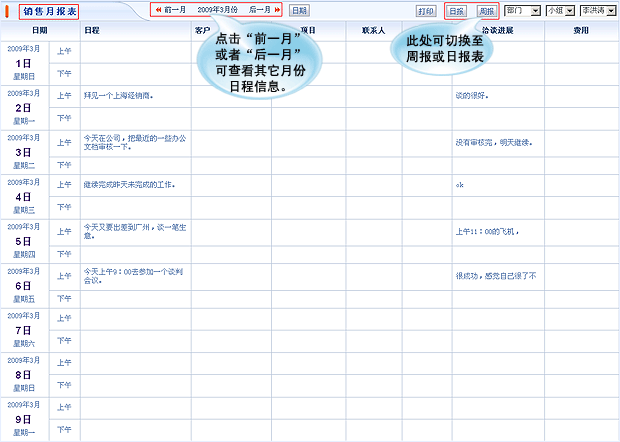 销售月报表
前一月 2009年3月份 后一月 日期
打印 日报 周报 部门 小组 李洪涛
点击“前一月”
或者“后一月”
可查看其它月份
日程信息。
此处可切换至
周报或日报表
日期 日程 客户 项目 联系人 洽谈进展 费用
2009年3月
1日
星期日
上午
下午
2009年3月
2日
星期一
上午 拜见一个上海经销商。 谈的很好。
下午
2009年3月
3日
星期二
上午 今天在公司，把最近的一些办公
文档审核一下。 没有审核完，明天继续。
下午
2009年3月
4日
星期三
上午 继续完成昨天未完成的工作。 ok
下午
2009年3月
5日
星期四
上午 今天又要出差到广州，谈一笔生
意。 上午11：00的飞机，
下午
2009年3月
6日
星期五
上午 今天上午9：00去参加一个谈判
会议。 很成功，感觉自己很了不
下午
2009年3月
7日
星期六
上午
下午
2009年3月
8日
星期日
上午
下午
2009年3月
9日
星期一
上午
下午